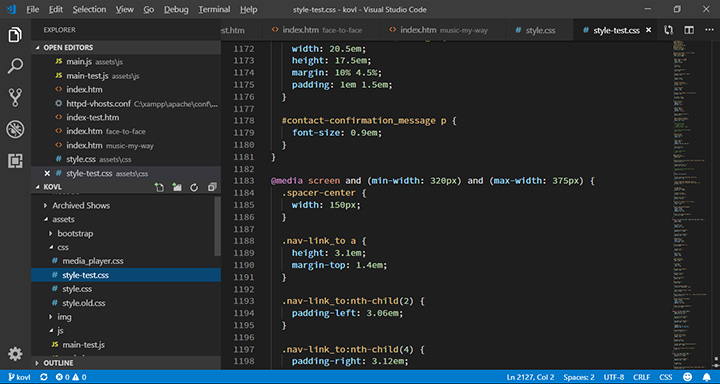 File Edit Selection View Go Debug Terminal Help style-test.css - kovl - Visual Studio Code
EXPLORER
OPEN EDITORS
JS main.js assets\js
JS main-test.js assets\js
<> index.htm
httpd-vhosts.conf C:\xampp\apache\conf\...
<> index-test.htm
<> index.htm face-to-face
<> index.htm music-my-way
# style.css assets\css
× # style-test.css assets\css
KOVL
Archived Shows
assets
bootstrap
css
# media_player.css
# style-test.css
# style.css
# style.old.css
img
js
JS main-test.js
OUTLINE
st.htm <> index.htm face-to-face <> index.htm music-my-way # style.css # style-test.css ×
1172 width: 20.5em;
1173 height: 17.5em;
1174 margin: 10% 4.5%;
1175 padding: 1em 1.5em;
1176 }
1177
1178 #contact-confirmation_message p {
1179 font-size: 0.9em;
1180 }
1181 }
1182
1183 @media screen and (min-width: 320px) and (max-width: 375px) {
1184 .spacer-center {
1185 width: 150px;
1186 }
1187
1188 .nav-link_to a {
1189 height: 3.1em;
1190 margin-top: 1.4em;
1191 }
1192
1193 .nav-link_to:nth-child(2) {
1194 padding-left: 3.06em;
1195 }
1196
1197 .nav-link_to:nth-child(4) {
1198 padding-right: 3.12em;
kovl 0 0 Ln 2127, Col 2 Spaces: 2 UTF-8 CRLF CSS